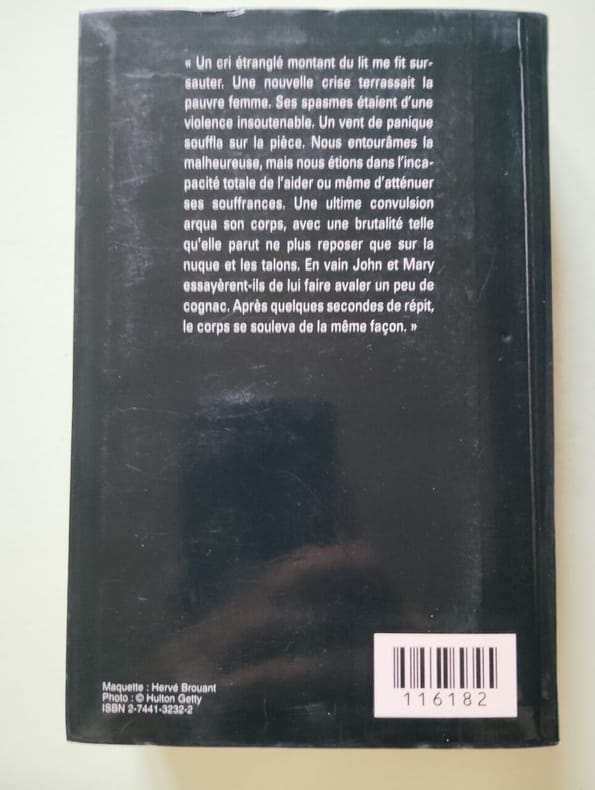 « Un cri étranglé montant du lit me fit sur-
sauter. Une nouvelle crise terrassait la
pauvre femme. Ses spasmes étaient d'une
violence insoutenable. Un vent de panique
souffla sur la pièce. Nous entourâmes la
malheureuse, mais nous étions dans l'inca-
pacité totale de l'aider ou même d'atténuer
ses souffrances. Une ultime convulsion
arqua son corps, avec une brutalité telle
qu'elle parut ne plus reposer que sur la
nuque et les talons. En vain John et Mary
essayèrent-ils de lui faire avaler un peu de
cognac. Après quelques secondes de répit,
le corps se souleva de la même façon. »
Maquette : Hervé Brouant
Photo : © Hulton Getty
ISBN 2-7441-3232-2
116182